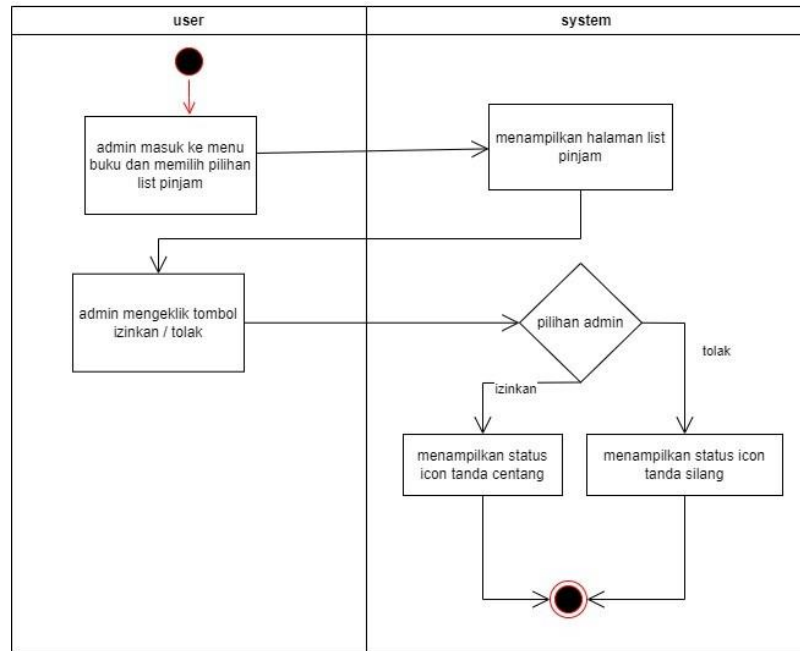 user
system
admin masuk ke menu
buku dan memilih pilihan
list pinjam
menampilkan halaman list
pinjam
admin mengeklik tombol
izinkan / tolak
pilihan admin
tolak
izinkan
menampilkan status
icon tanda centang
menampilkan status icon
tanda silang